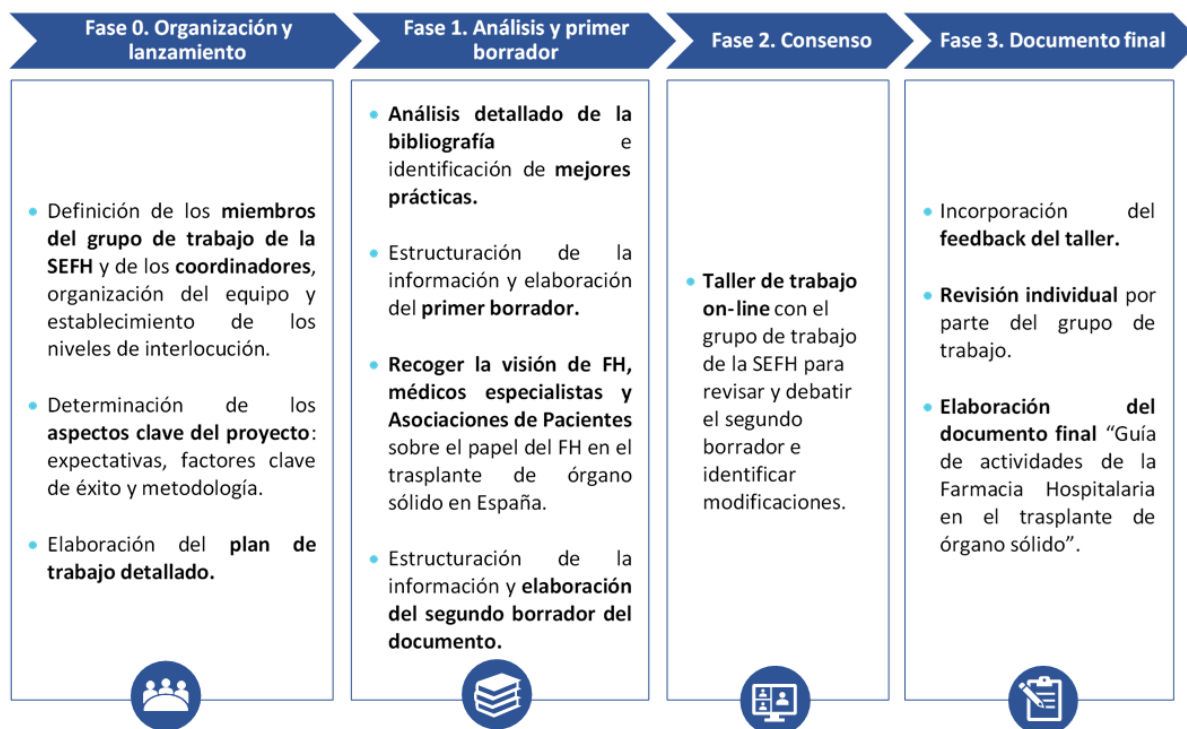 Fase 0. Organización y
lanzamiento
Fase 1. Análisis y primer
borrador
Fase 2. Consenso
Fase 3. Documento final
Definición de los miembros
del grupo de trabajo de la
SEFH y de los coordinadores,
organización del equipo y
establecimiento de los
niveles de interlocución.
Determinación de los
aspectos clave del proyecto:
expectativas, factores clave
de éxito y metodología.
Elaboración del plan de
trabajo detallado.
Análisis detallado de la
bibliografía e
identificación de mejores
prácticas.
Estructuración de la
información y elaboración
del primer borrador.
Recoger la visión de FH,
médicos especialistas y
Asociaciones de Pacientes
sobre el papel del FH en el
trasplante de órgano
sólido en España.
Estructuración de la
información y elaboración
del segundo borrador del
documento.
Taller de trabajo
on-line con el
grupo de trabajo
de la SEFH para
revisar y debatir
el segundo
borrador e
identificar
modificaciones.
Incorporación del
feedback del taller.
Revisión individual por
parte del grupo de
trabajo.
Elaboración del
documento final “Guía
de actividades de la
Farmacia Hospitalaria
en el trasplante de
órgano sólido”.